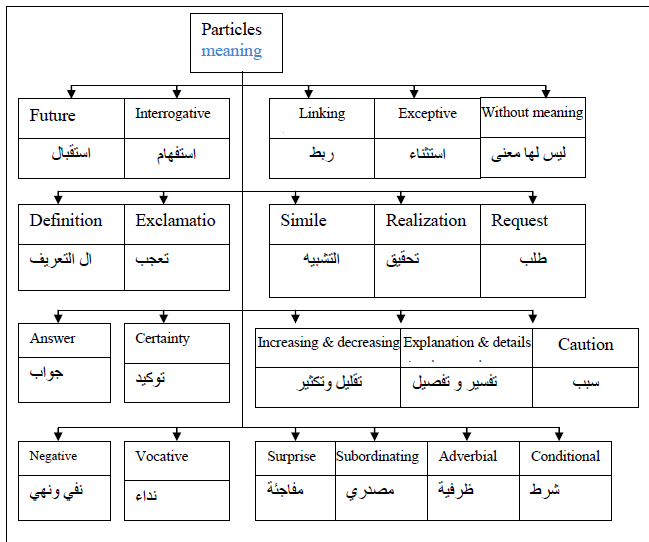 Particles
meaning
Future
Interrogative
Linking
Exceptive
Without meaning
استقبال
استفهام
ربط
استثناء
ليس لها معنى
Definition
Exclamatio
Simile
Realization
Request
ال التعريف
تعجب
التشبيه
تحقيق
طلب
Answer
Certainty
Increasing & decreasing
Explanation & details
Caution
جواب
توكيد
تقليل وتكثير
تفسير و تفصيل
سبب
Negative
Vocative
Surprise
Subordinating
Adverbial
Conditional
نفي ونهي
نداء
مفاجئة
مصدري
ظرفية
شرط